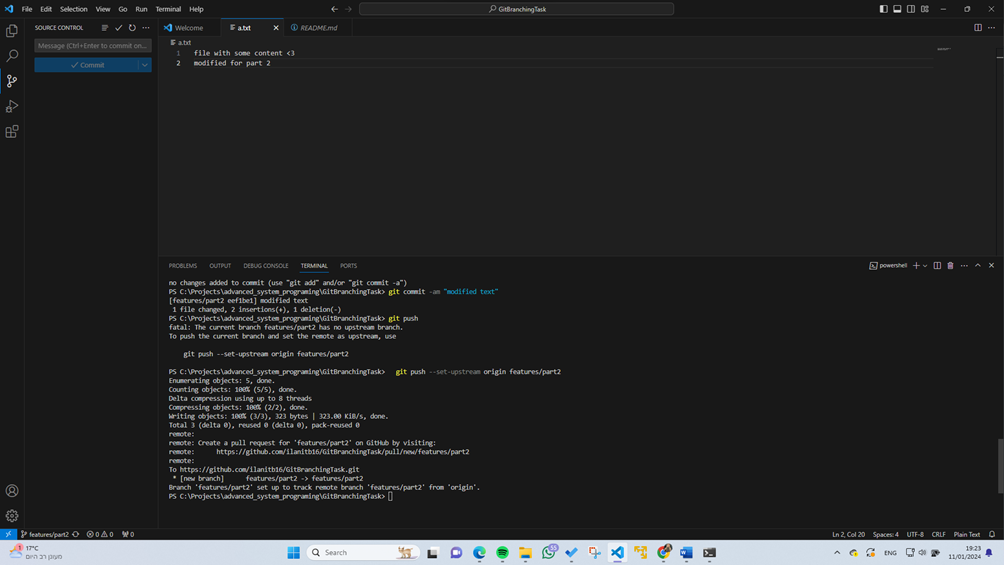 File Edit Selection View Go Run Terminal Help
GitBranchingTask
SOURCE CONTROL
Message (Ctrl+Enter to commit on...
Commit
Welcome
a.txt
README.md
a.txt
1 file with some content <3
2 modified for part 2
PROBLEMS OUTPUT DEBUG CONSOLE TERMINAL PORTS
powershell
no changes added to commit (use "git add" and/or "git commit -a")
PS C:\Projects\advanced_system_programing\GitBranchingTask> git commit -am "modified text"
[features/part2 eef1be1] modified text
1 file changed, 2 insertions(+), 1 deletion(-)
PS C:\Projects\advanced_system_programing\GitBranchingTask> git push
fatal: The current branch features/part2 has no upstream branch.
To push the current branch and set the remote as upstream, use
git push --set-upstream origin features/part2
PS C:\Projects\advanced_system_programing\GitBranchingTask> git push --set-upstream origin features/part2
Enumerating objects: 5, done.
Counting objects: 100% (5/5), done.
Delta compression using up to 8 threads
Compressing objects: 100% (2/2), done.
Writing objects: 100% (3/3), 323 bytes | 323.00 KiB/s, done.
Total 3 (delta 0), reused 0 (delta 0), pack-reused 0
remote:
remote: Create a pull request for 'features/part2' on GitHub by visiting:
remote: https://github.com/ilanitb16/GitBranchingTask/pull/new/features/part2
remote:
To https://github.com/ilanitb16/GitBranchingTask.git
* [new branch] features/part2 -> features/part2
Branch 'features/part2' set up to track remote branch 'features/part2' from 'origin'.
PS C:\Projects\advanced_system_programing\GitBranchingTask>
features/part2
0 0
0
Ln 2, Col 20 Spaces: 4 UTF-8 CRLF Plain Text
17°C
מעונן רב היום
Search
55
ENG
19:23
11/01/2024